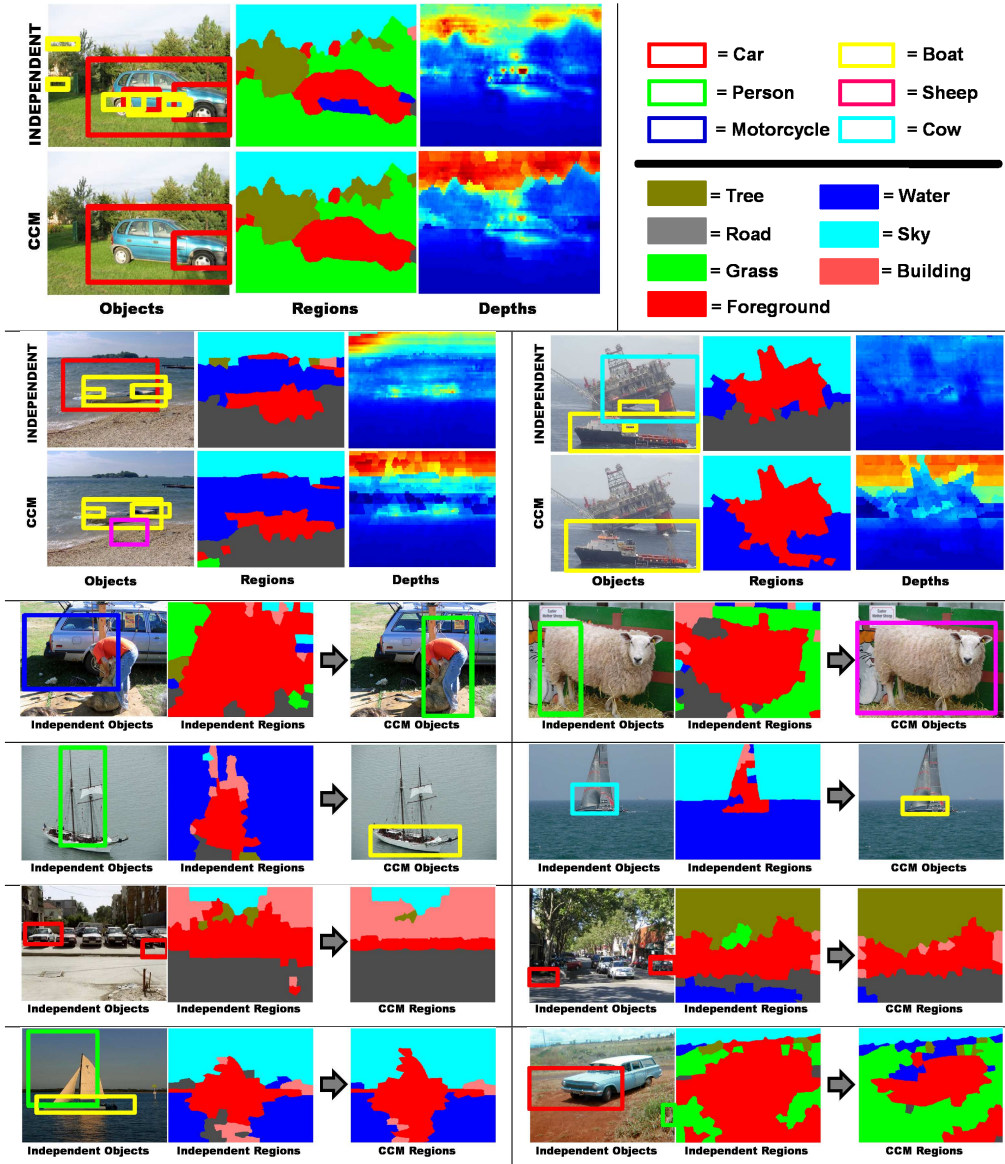 INDEPENDENT
CCM
Objects Regions Depths
= Car = Boat
= Person = Sheep
= Motorcycle = Cow
= Tree = Water
= Road = Sky
= Grass = Building
= Foreground
INDEPENDENT
CCM
Objects Regions Depths
INDEPENDENT
CCM
Objects Regions Depths
Independent Objects Independent Regions CCM Objects
Independent Objects Independent Regions CCM Objects
Independent Objects Independent Regions CCM Objects
Independent Objects Independent Regions CCM Objects
Independent Objects Independent Regions CCM Regions
Independent Objects Independent Regions CCM Regions
Independent Objects Independent Regions CCM Regions
Independent Objects Independent Regions CCM Regions